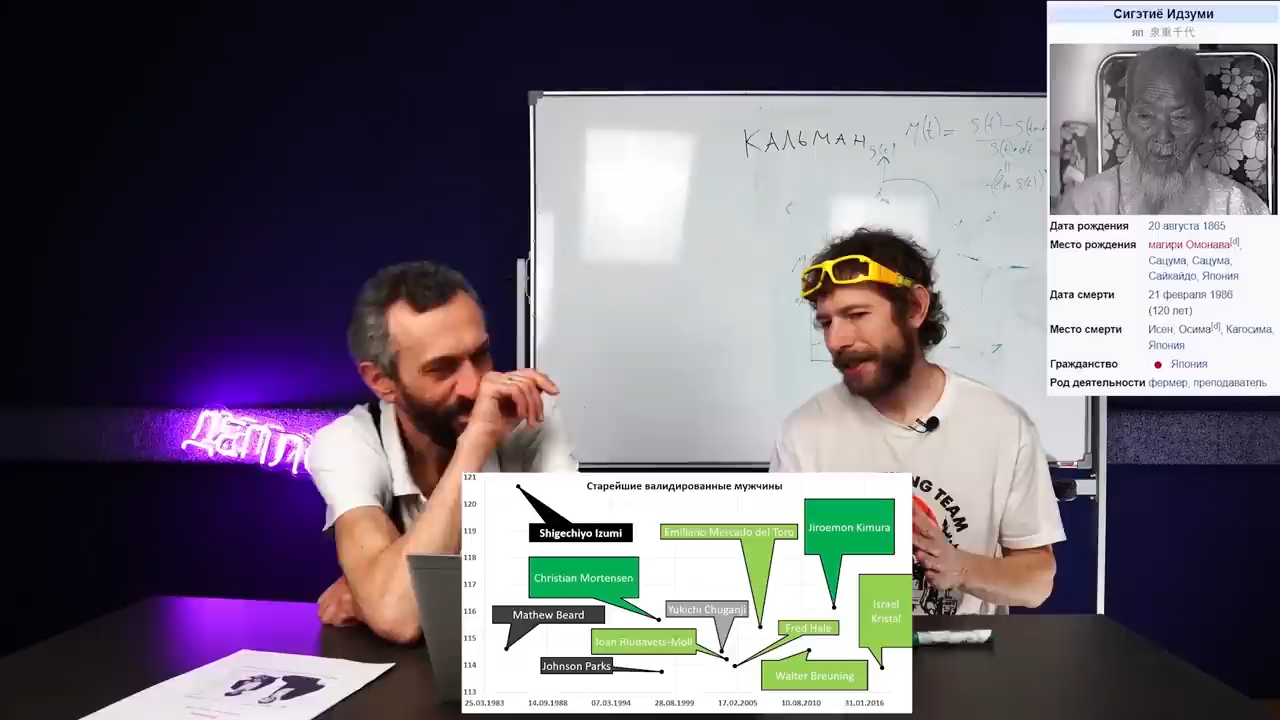 Сигэтиё Идзуми
яп 泉重千代
КАЛЬМАН
Дата рождения 20 августа 1865
Место рождения магири Омонава[d],
Сацума, Сацума,
Сайкайдо, Япония
Дата смерти 21 февраля 1986
(120 лет)
Место смерти Исен, Осима[d], Кагосима,
Япония
Гражданство Япония
Род деятельности фермер, преподаватель
TEAM
Старейшие валидированные мужчины
121
120
119
118
117
116
115
114
113
Shigechiyo Izumi
Emiliano Mercado del Toro
Jiroemon Kimura
Christian Mortensen
Mathew Beard
Yukichi Chuganji
Israel
Kristal
Joan Riudavets-Moll
Fred Hale
Johnson Parks
Walter Breuning
25.03.1983 14.09.1988 07.03.1994 28.08.1999 17.02.2005 10.08.2010 31.01.2016